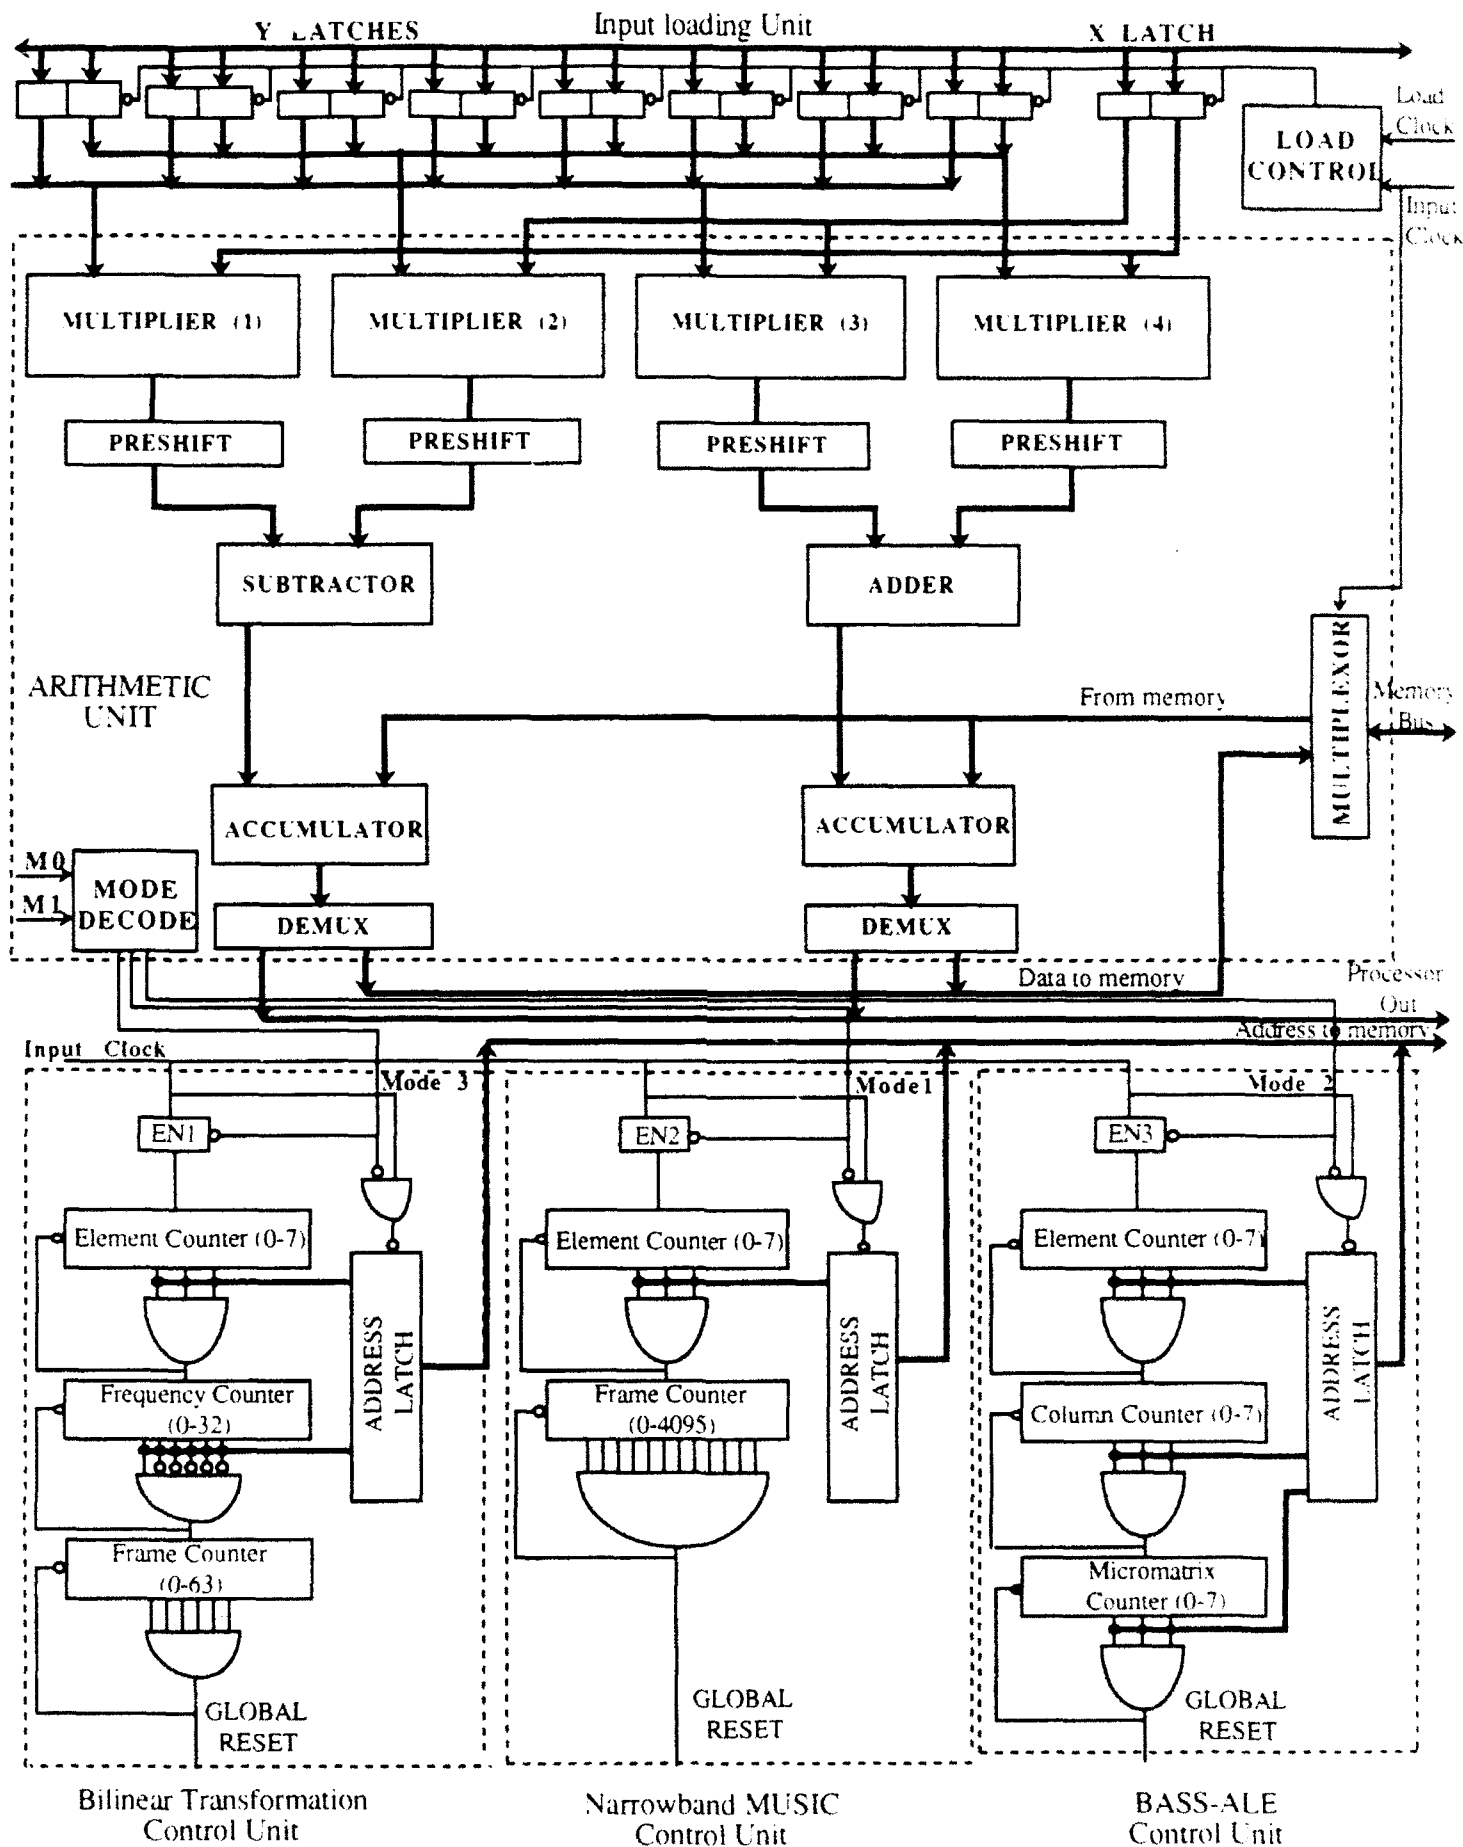 Input loading Unit
Y LATCHES
X LATCH
Load
Clock
LOAD
CONTROL
Input
Clock
MULTIPLIER (1)
MULTIPLIER (2)
MULTIPLIER (3)
MULTIPLIER (4)
PRESHIFT
PRESHIFT
PRESHIFT
PRESHIFT
SUBTRACTOR
ADDER
MULTIPLEXOR
ARITHMETIC
UNIT
From memory
Memory
Bus
ACCUMULATOR
ACCUMULATOR
M0
M1
MODE
DECODE
DEMUX
DEMUX
Data to memory
Processor
Out
Address to memory
Input Clock
Mode 3
Mode1
Mode 2
EN1
EN2
EN3
Element Counter (0-7)
Element Counter (0-7)
Element Counter (0-7)
ADDRESS
LATCH
ADDRESS
LATCH
ADDRESS
LATCH
Frequency Counter
(0-32)
Frame Counter
(0-4095)
Column Counter (0-7)
Frame Counter
(0-63)
Micromatrix
Counter (0-7)
GLOBAL
RESET
GLOBAL
RESET
GLOBAL
RESET
Bilinear Transformation
Control Unit
Narrowband MUSIC
Control Unit
BASS-ALE
Control Unit